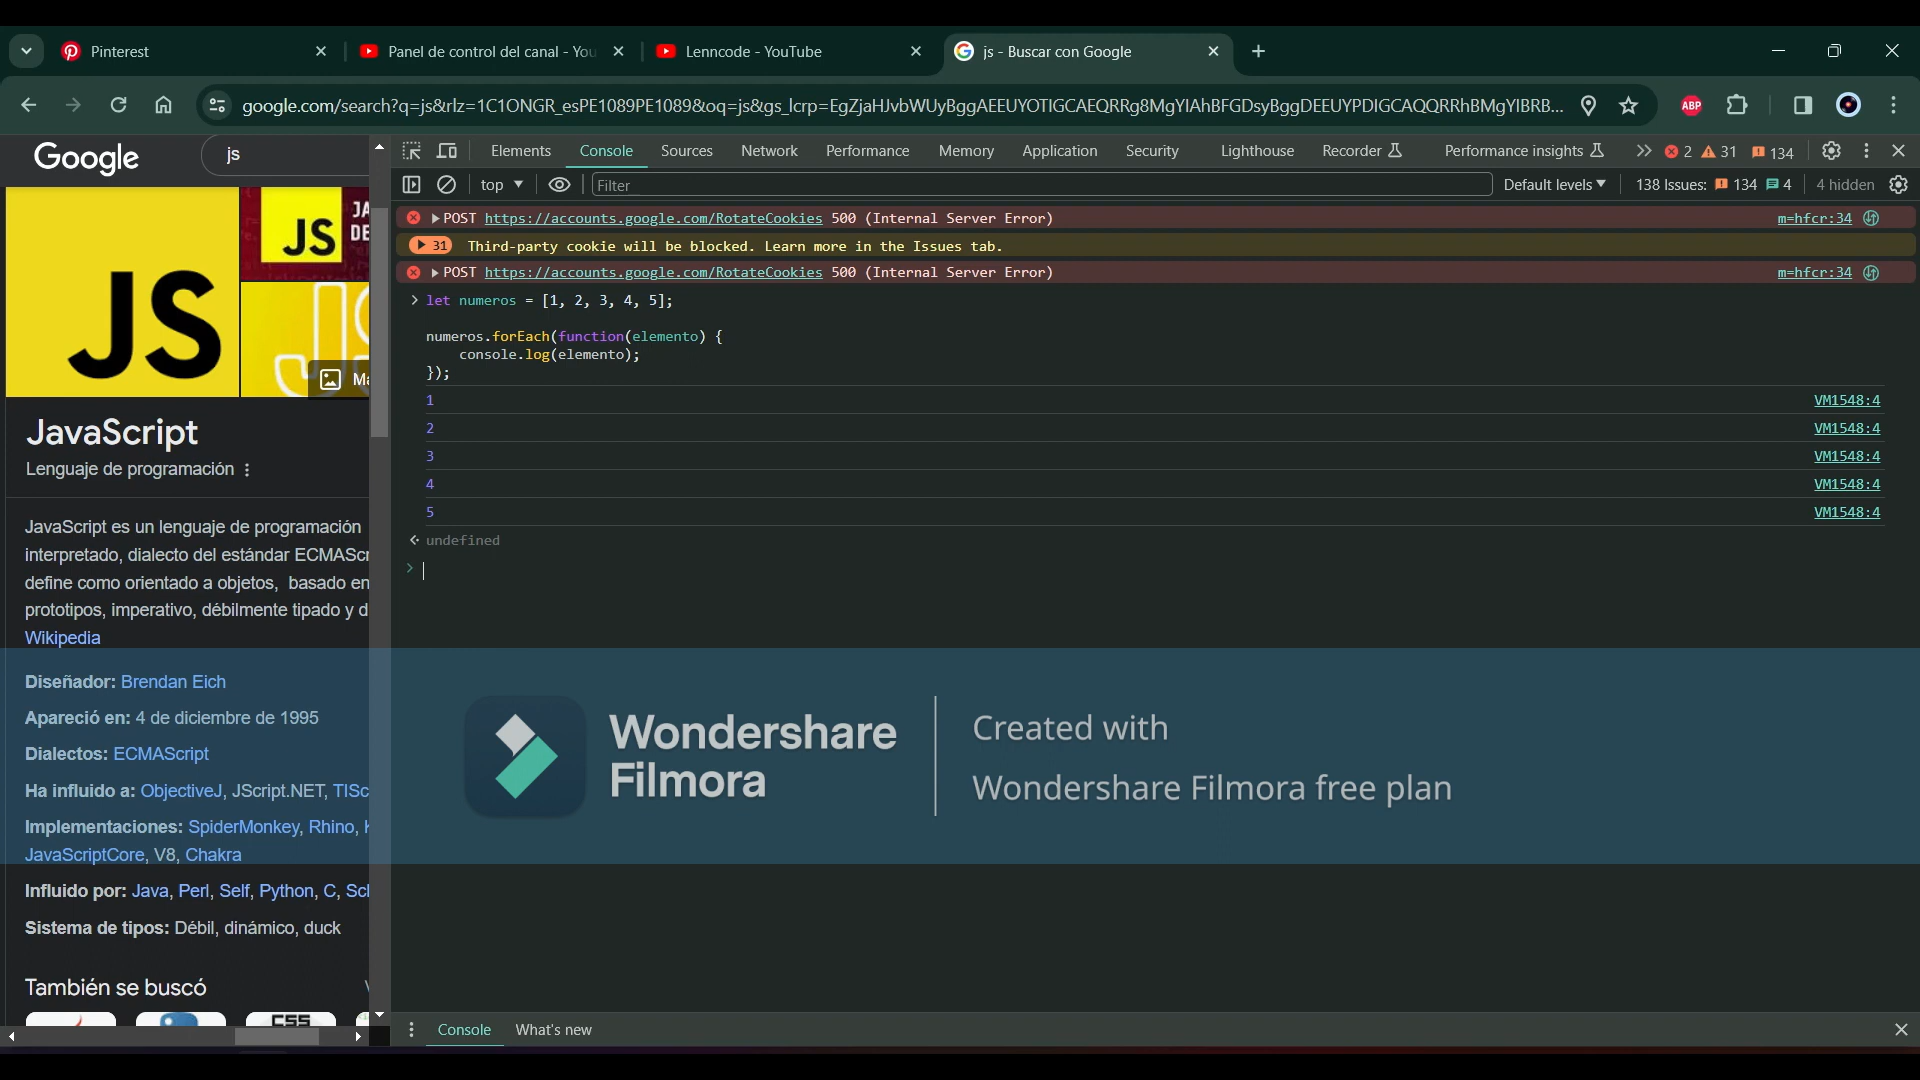 Pinterest
Panel de control del canal - You
Lenncode - YouTube
js - Buscar con Google
google.com/search?q=js&rlz=1C1ONGR_esPE1089PE1089&oq=js&gs_lcrp=EgZjaHJvbWUyBggAEEUYOTIGCAEQRRg8MgYIAhBFGDsyBggDEEUYPDIGCAQQRRhBMgYIBRB...
ABP
Google
js
JS
JS
JA
DE
JS
Ma
JavaScript
Lenguaje de programación
JavaScript es un lenguaje de programación
interpretado, dialecto del estándar ECMAScr
define como orientado a objetos, basado en
prototipos, imperativo, débilmente tipado y d
Wikipedia
Diseñador: Brendan Eich
Apareció en: 4 de diciembre de 1995
Dialectos: ECMAScript
Ha influido a: ObjectiveJ, JScript.NET, TISc
Implementaciones: SpiderMonkey, Rhino, K
JavaScriptCore, V8, Chakra
Influido por: Java, Perl, Self, Python, C, Scl
Sistema de tipos: Débil, dinámico, duck
También se buscó
CSS
Elements Console Sources Network Performance Memory Application Security Lighthouse Recorder Performance insights 2 31 134
top Filter Default levels 138 Issues: 134 4 4 hidden
POST https://accounts.google.com/RotateCookies 500 (Internal Server Error) m=hfcr:34
31 Third-party cookie will be blocked. Learn more in the Issues tab.
POST https://accounts.google.com/RotateCookies 500 (Internal Server Error) m=hfcr:34
let numeros = [1, 2, 3, 4, 5];
numeros.forEach(function(elemento) {
console.log(elemento);
});
1 VM1548:4
2 VM1548:4
3 VM1548:4
4 VM1548:4
5 VM1548:4
undefined
Wondershare
Filmora
Created with
Wondershare Filmora free plan
Console What's new